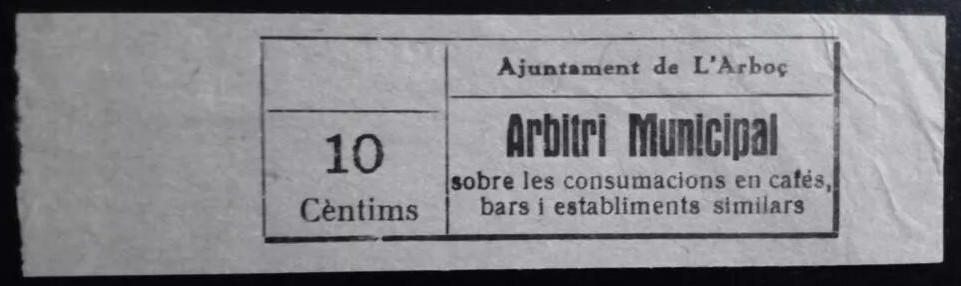 10
Cèntims
Ajuntament de L'Arboç
Arbitri Municipal
sobre les consumacions en cafés,
bars i establiments similars